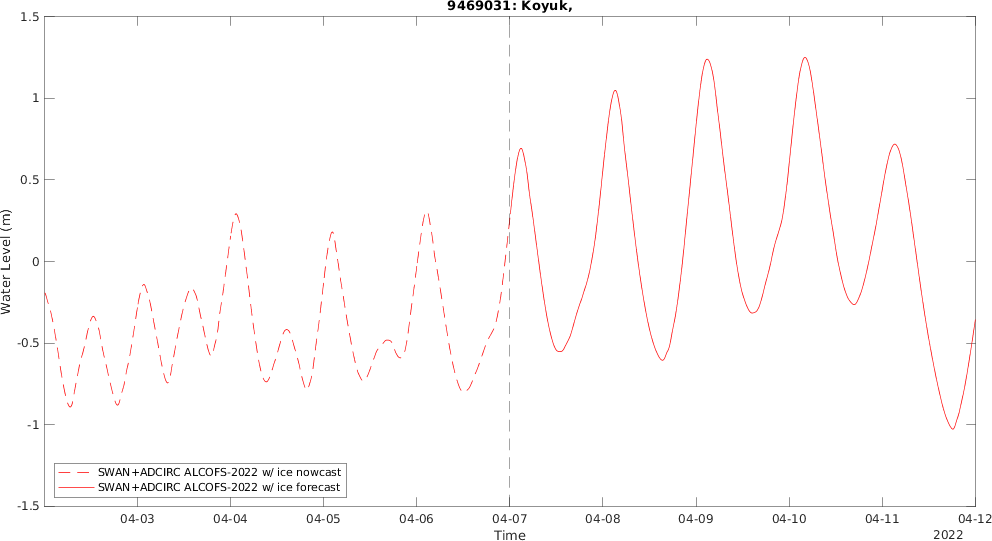 9469031: Koyuk,
Water Level (m)
1.5
1
0.5
0
-0.5
-1
-1.5
SWAN+ADCIRC ALCOFS-2022 w/ ice nowcast
SWAN+ADCIRC ALCOFS-2022 w/ ice forecast
04-03 04-04 04-05 04-06 04-07 04-08 04-09 04-10 04-11 04-12
Time
2022